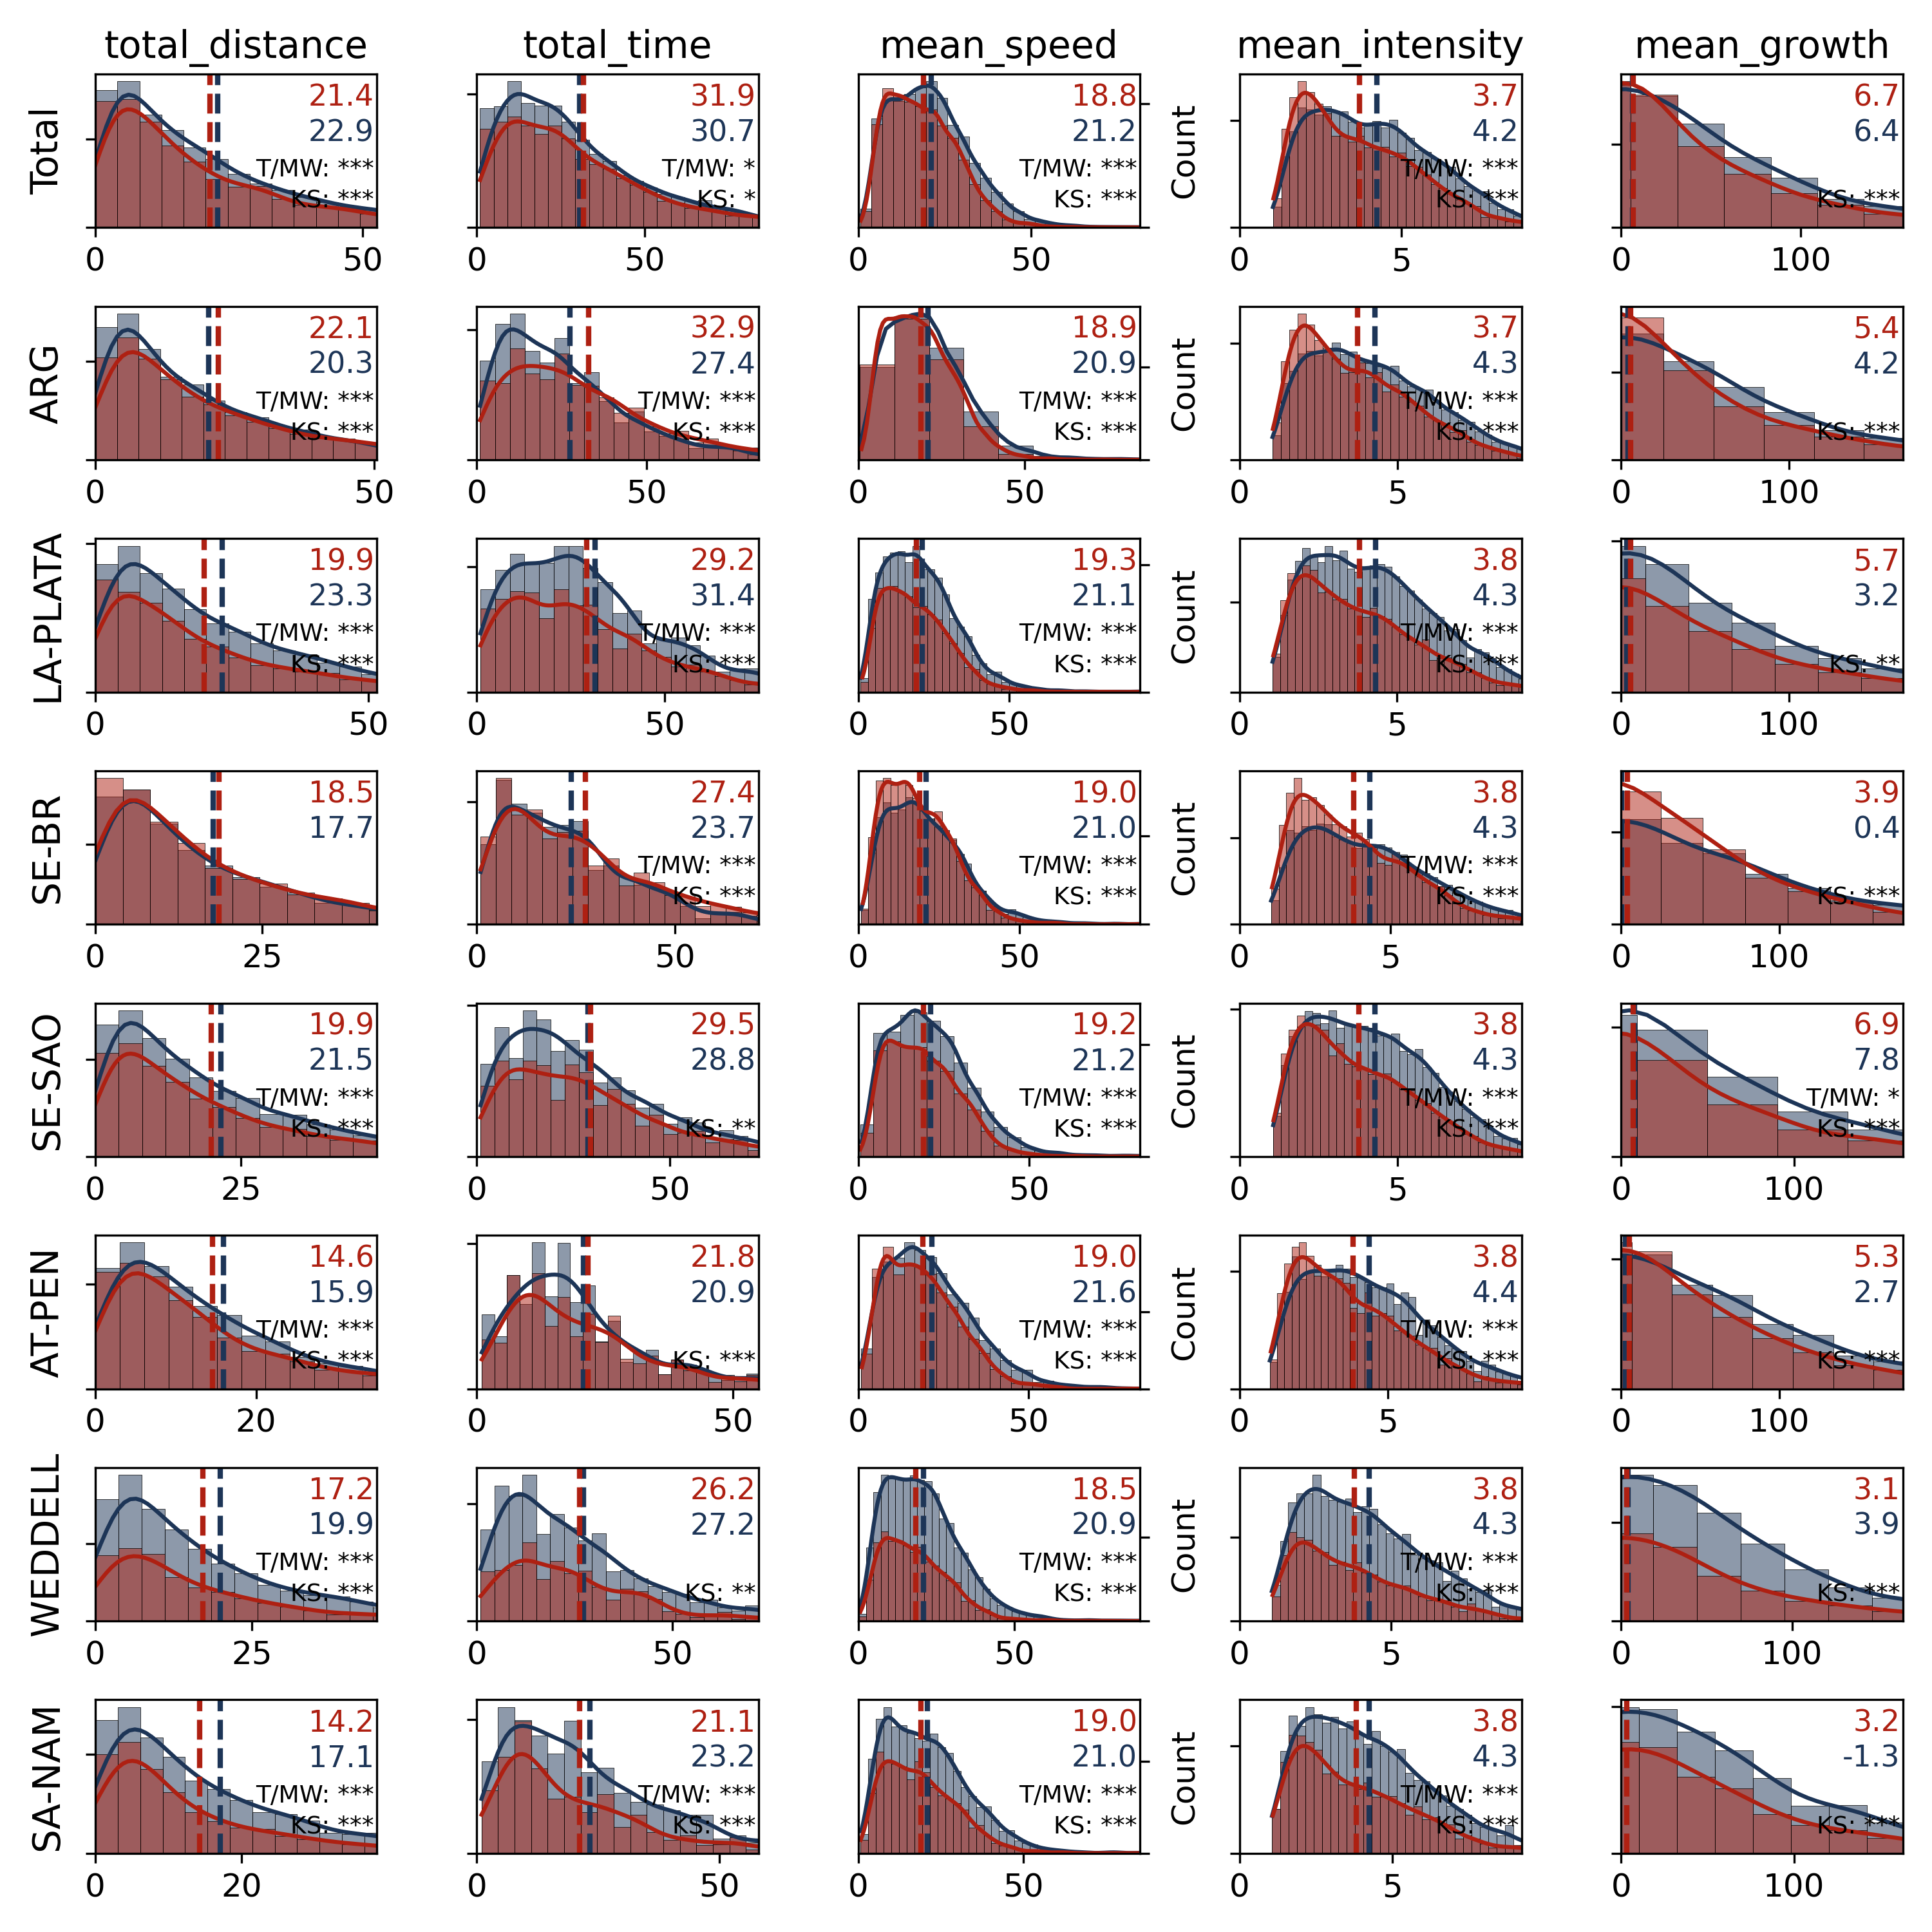 total_distance total_time mean_speed mean_intensity mean_growth
Total
21.4
22.9
T/MW: ***
KS: ***
0 50
31.9
30.7
T/MW: *
KS: *
0 50
18.8
21.2
T/MW: ***
KS: ***
0 50
Count
3.7
4.2
T/MW: ***
KS: ***
0 5
6.7
6.4
KS: ***
0 100
ARG
22.1
20.3
T/MW: ***
KS: ***
0 50
32.9
27.4
T/MW: ***
KS: ***
0 50
18.9
20.9
T/MW: ***
KS: ***
0 50
Count
3.7
4.3
T/MW: ***
KS: ***
0 5
5.4
4.2
KS: ***
0 100
LA-PLATA
19.9
23.3
T/MW: ***
KS: ***
0 50
29.2
31.4
T/MW: ***
KS: ***
0 50
19.3
21.1
T/MW: ***
KS: ***
0 50
Count
3.8
4.3
T/MW: ***
KS: ***
0 5
5.7
3.2
KS: **
0 100
SE-BR
18.5
17.7
0 25
27.4
23.7
T/MW: ***
KS: ***
0 50
19.0
21.0
T/MW: ***
KS: ***
0 50
Count
3.8
4.3
T/MW: ***
KS: ***
0 5
3.9
0.4
KS: ***
0 100
SE-SAO
19.9
21.5
T/MW: ***
KS: ***
0 25
29.5
28.8
KS: **
0 50
19.2
21.2
T/MW: ***
KS: ***
0 50
Count
3.8
4.3
T/MW: ***
KS: ***
0 5
6.9
7.8
T/MW: *
KS: ***
0 100
AT-PEN
14.6
15.9
T/MW: ***
KS: ***
0 20
21.8
20.9
KS: ***
0 50
19.0
21.6
T/MW: ***
KS: ***
0 50
Count
3.8
4.4
T/MW: ***
KS: ***
0 5
5.3
2.7
KS: ***
0 100
WEDDELL
17.2
19.9
T/MW: ***
KS: ***
0 25
26.2
27.2
KS: **
0 50
18.5
20.9
T/MW: ***
KS: ***
0 50
Count
3.8
4.3
T/MW: ***
KS: ***
0 5
3.1
3.9
KS: ***
0 100
SA-NAM
14.2
17.1
T/MW: ***
KS: ***
0 20
21.1
23.2
T/MW: ***
KS: ***
0 50
19.0
21.0
T/MW: ***
KS: ***
0 50
Count
3.8
4.3
T/MW: ***
KS: ***
0 5
3.2
-1.3
KS: ***
0 100